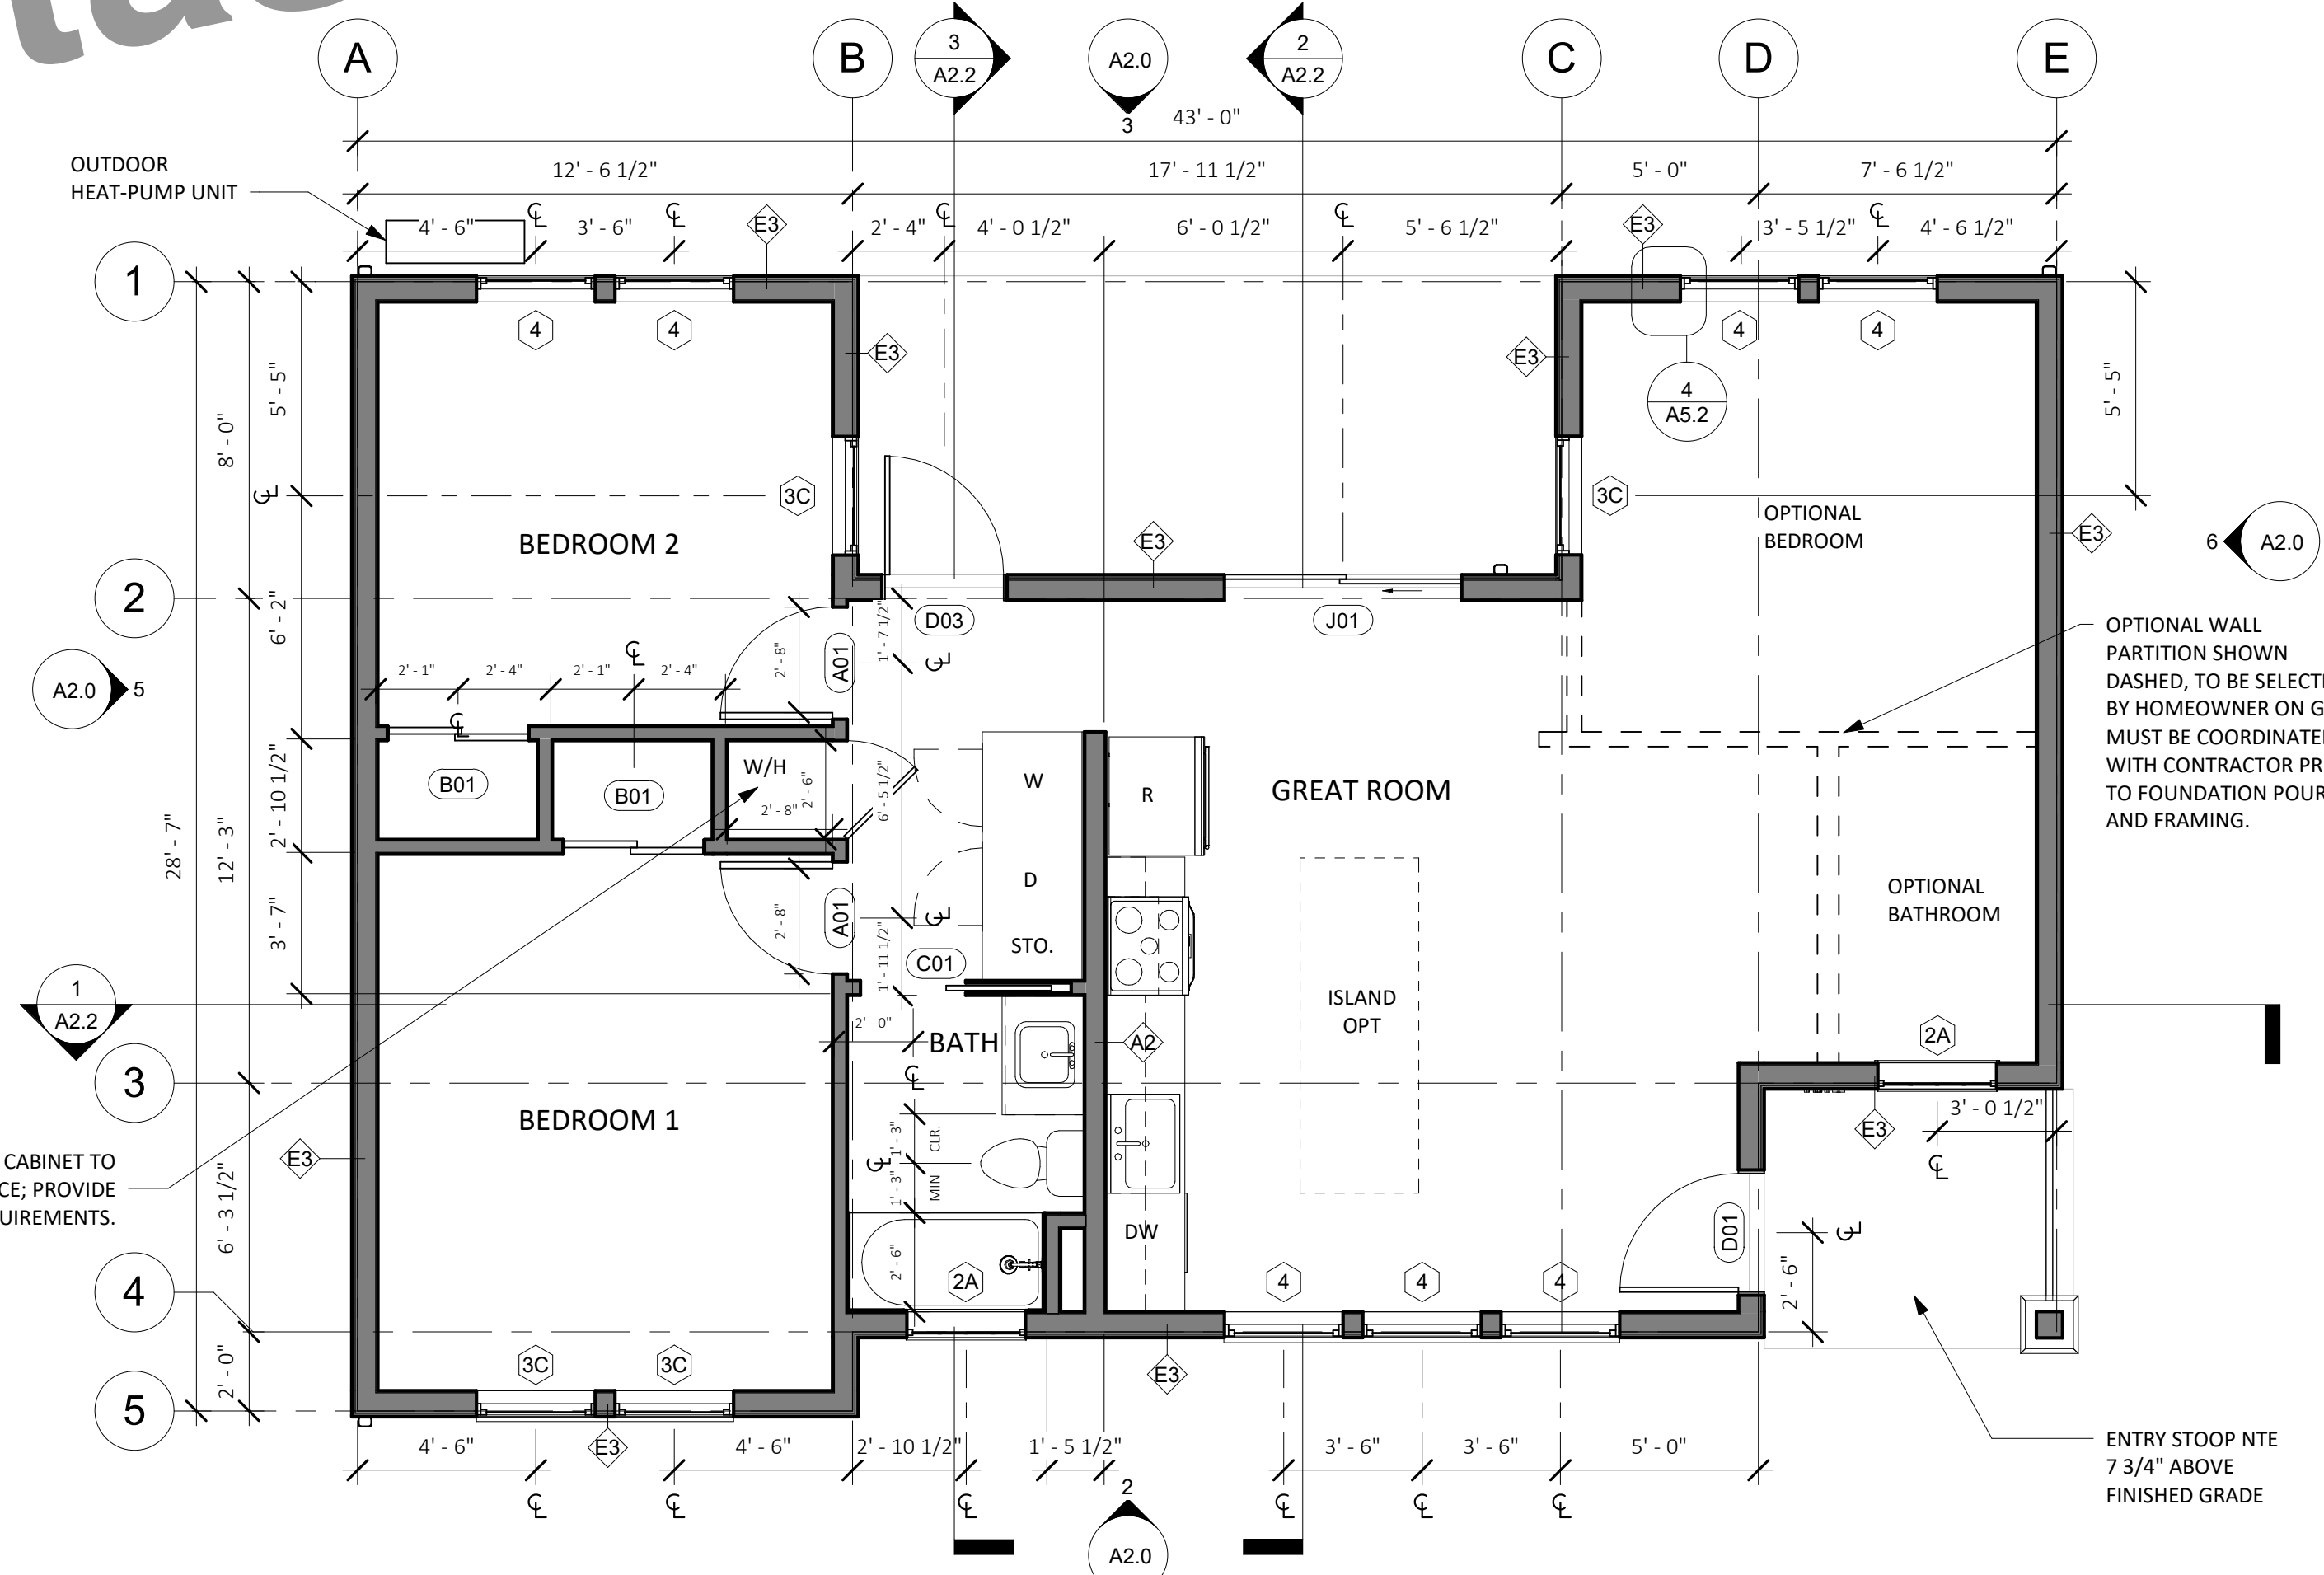 A
B
3
A2.2
A2.0
3
2
A2.2
C
D
E
43' - 0"
OUTDOOR
HEAT-PUMP UNIT
12' - 6 1/2"
17' - 11 1/2"
5' - 0"
7' - 6 1/2"
4' - 6"
3' - 6"
E3
2' - 4"
4' - 0 1/2"
6' - 0 1/2"
5' - 6 1/2"
E3
3' - 5 1/2"
4' - 6 1/2"
1
4
4
4
4
E3
E3
5' - 5"
5' - 5"
8' - 0"
4
A5.2
3C
3C
OPTIONAL
BEDROOM
BEDROOM 2
E3
E3
6
A2.0
2
6' - 2"
D03
J01
1' - 7 1/2"
OPTIONAL WALL
PARTITION SHOWN
DASHED, TO BE
BY HOMEOWNER ON
MUST BE
WITH CONTRACTOR
TO FOUNDATION POUR
AND FRAMING.
A2.0
5
2' - 1"
2' - 4"
2' - 1"
2' - 4"
2' - 8"
A01
W/H
B01
B01
2' - 6"
2' - 8"
6' - 5 1/2"
W
R
GREAT ROOM
2' - 10 1/2"
28' - 7"
12' - 3"
D
OPTIONAL
BATHROOM
3' - 7"
2' - 8"
A01
STO.
C01
1' - 11 1/2"
1
A2.2
ISLAND
OPT
2' - 0"
BATH
A2
2A
3
BEDROOM 1
1' - 3"
CLR.
3' - 0 1/2"
E3
E3
CABINET TO
PROVIDE
1' - 3"
MIN
6' - 3 1/2"
DW
D01
4
2' - 6"
2A
4
4
4
2' - 6"
2' - 0"
3C
3C
E3
5
4' - 6"
E3
4' - 6"
2' - 10 1/2"
1' - 5 1/2"
3' - 6"
3' - 6"
5' - 0"
ENTRY STOOP NTE
7 3/4" ABOVE
FINISHED GRADE
2
A2.0